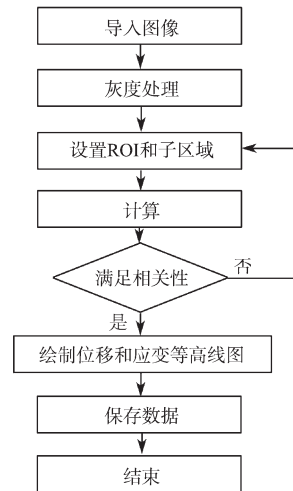 导入图像
灰度处理
设置ROI和子区域
计算
满足相关性
否
是
绘制位移和应变等高线图
保存数据
结束